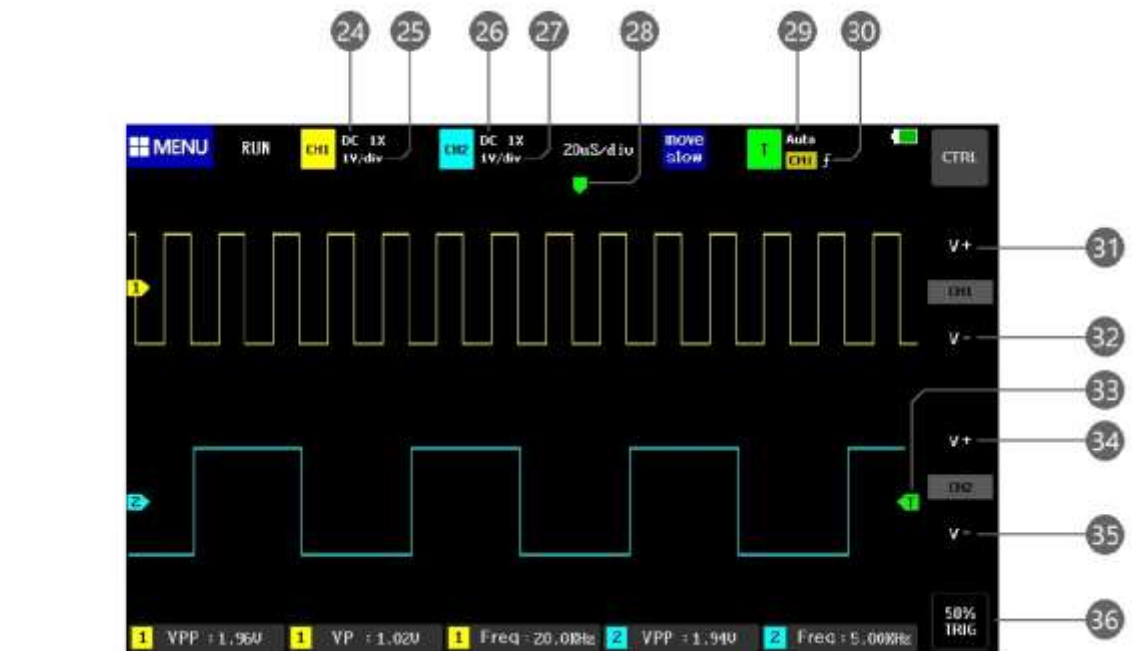 24 25 26 27 28 29 30
MENU RUN CH1 DC 1X CH2 DC 1X 20uS/div move T Auto CTRL
1V/div 1V/div slow CH1
V+ 31
1 CH1
V- 32
33
V+ 34
2 CH2
T
V- 35
50% 36
TRIG
1 VPP :1.96V 1 VP :1.02V 1 Freq :20.0KHz 2 VPP :1.94V 2 Freq :5.00KHz